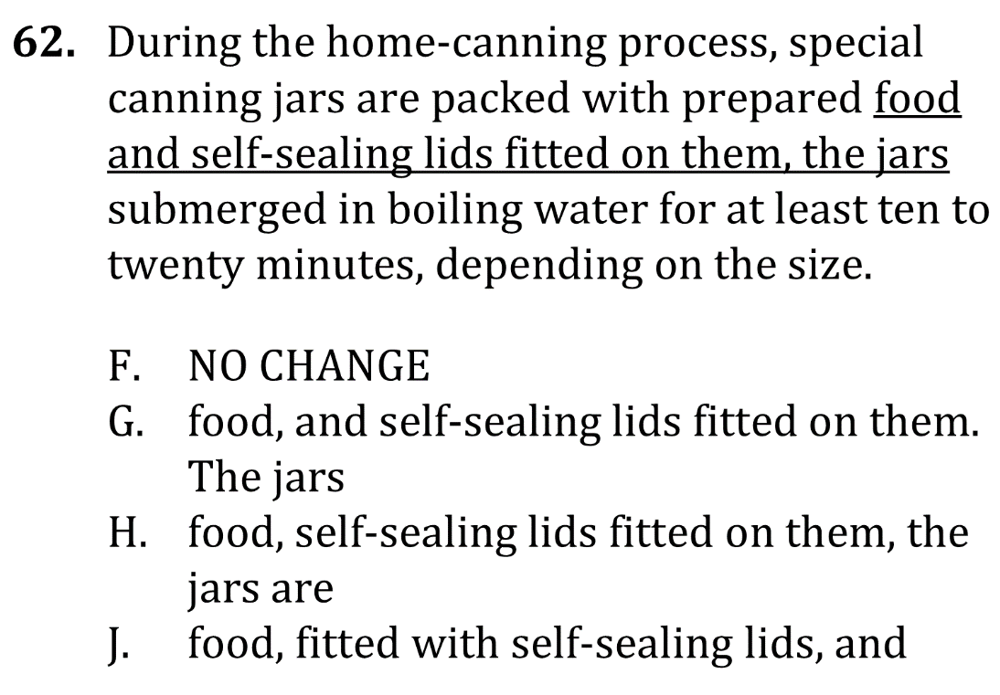 62. During the home-canning process, special
canning jars are packed with prepared food
and self-sealing lids fitted on them, the jars
submerged in boiling water for at least ten to
twenty minutes, depending on the size.
F. NO CHANGE
G. food, and self-sealing lids fitted on them.
The jars
H. food, self-sealing lids fitted on them, the
jars are
J. food, fitted with self-sealing lids, and